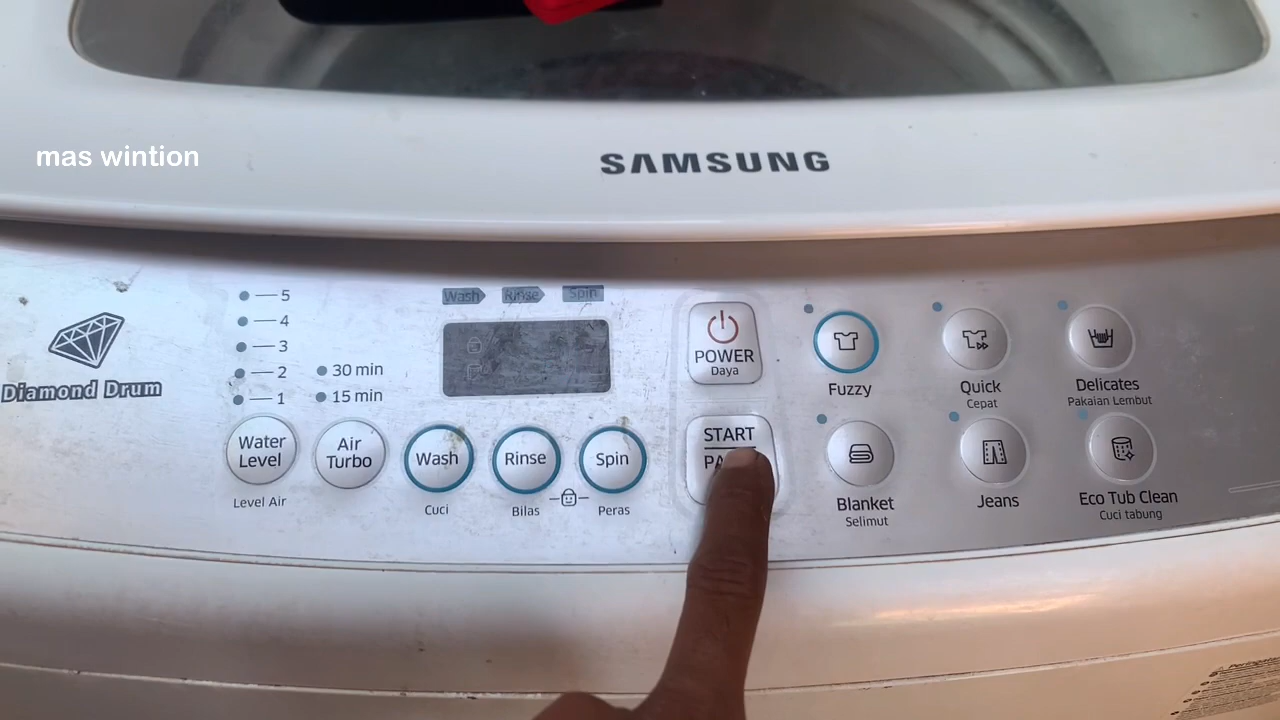 mas wintion
SAMSUNG
Diamond Drum
5
4
3
2
1
30 min
15 min
Wash
Rinse
Spin
Water
Level
Level Air
Air
Turbo
Wash
Cuci
Rinse
Bilas
Spin
Peras
POWER
Daya
START
Fuzzy
Quick
Cepat
Delicates
Pakaian Lembut
Blanket
Selimut
Jeans
Eco Tub Clean
Cuci tabung